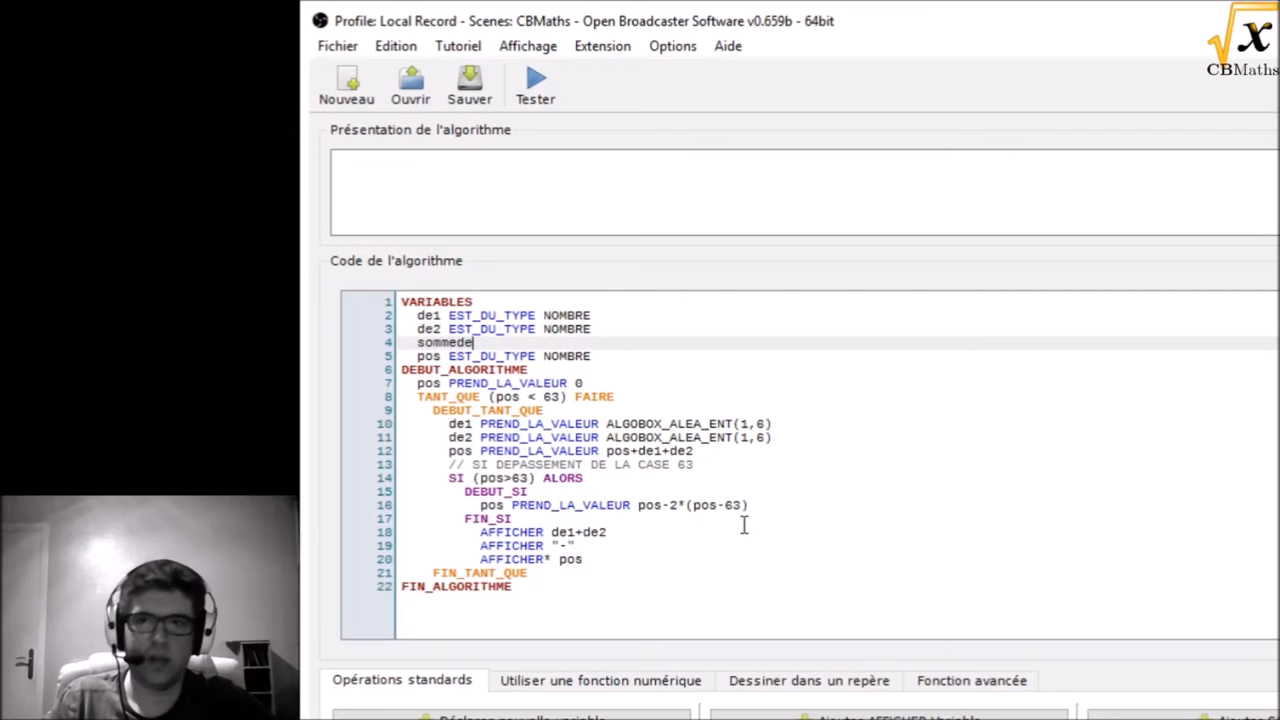 Profile: Local Record - Scenes: CBMaths - Open Broadcaster Software v0.659b - 64bit
Fichier Edition Tutoriel Affichage Extension Options Aide
x
CBMaths
Nouveau Ouvrir Sauver Tester
Présentation de l'algorithme
Code de l'algorithme
1 VARIABLES
2 de1 EST_DU_TYPE NOMBRE
3 de2 EST_DU_TYPE NOMBRE
4 sommede
5 pos EST_DU_TYPE NOMBRE
6 DEBUT_ALGORITHME
7 pos PREND_LA_VALEUR 0
8 TANT_QUE (pos < 63) FAIRE
9 DEBUT_TANT_QUE
10 de1 PREND_LA_VALEUR ALGOBOX_ALEA_ENT(1,6)
11 de2 PREND_LA_VALEUR ALGOBOX_ALEA_ENT(1,6)
12 pos PREND_LA_VALEUR pos+de1+de2
13 // SI DEPASSEMENT DE LA CASE 63
14 SI (pos>63) ALORS
15 DEBUT_SI
16 pos PREND_LA_VALEUR pos-2*(pos-63)
17 FIN_SI
18 AFFICHER de1+de2
19 AFFICHER "-"
20 AFFICHER* pos
21 FIN_TANT_QUE
22 FIN_ALGORITHME
Opérations standards Utiliser une fonction numérique Dessiner dans un repère Fonction avancée
Déclarer nouvelle variable Ajouter AFFICHER Variable